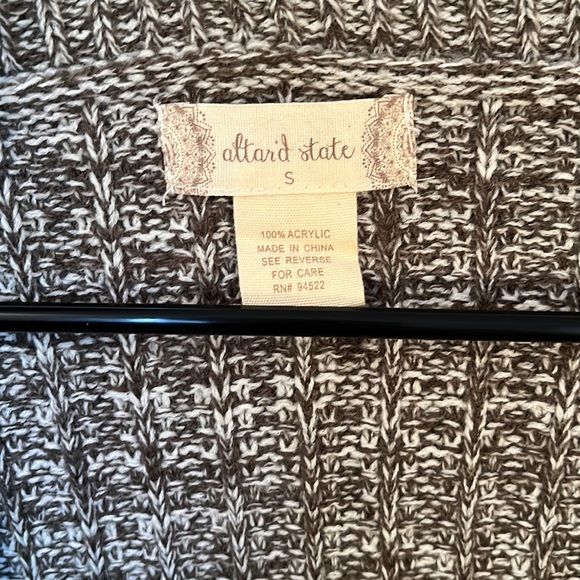 altar'd state
S
100% ACRYLIC
MADE IN CHINA
SEE REVERSE
FOR CARE
RN# 94522